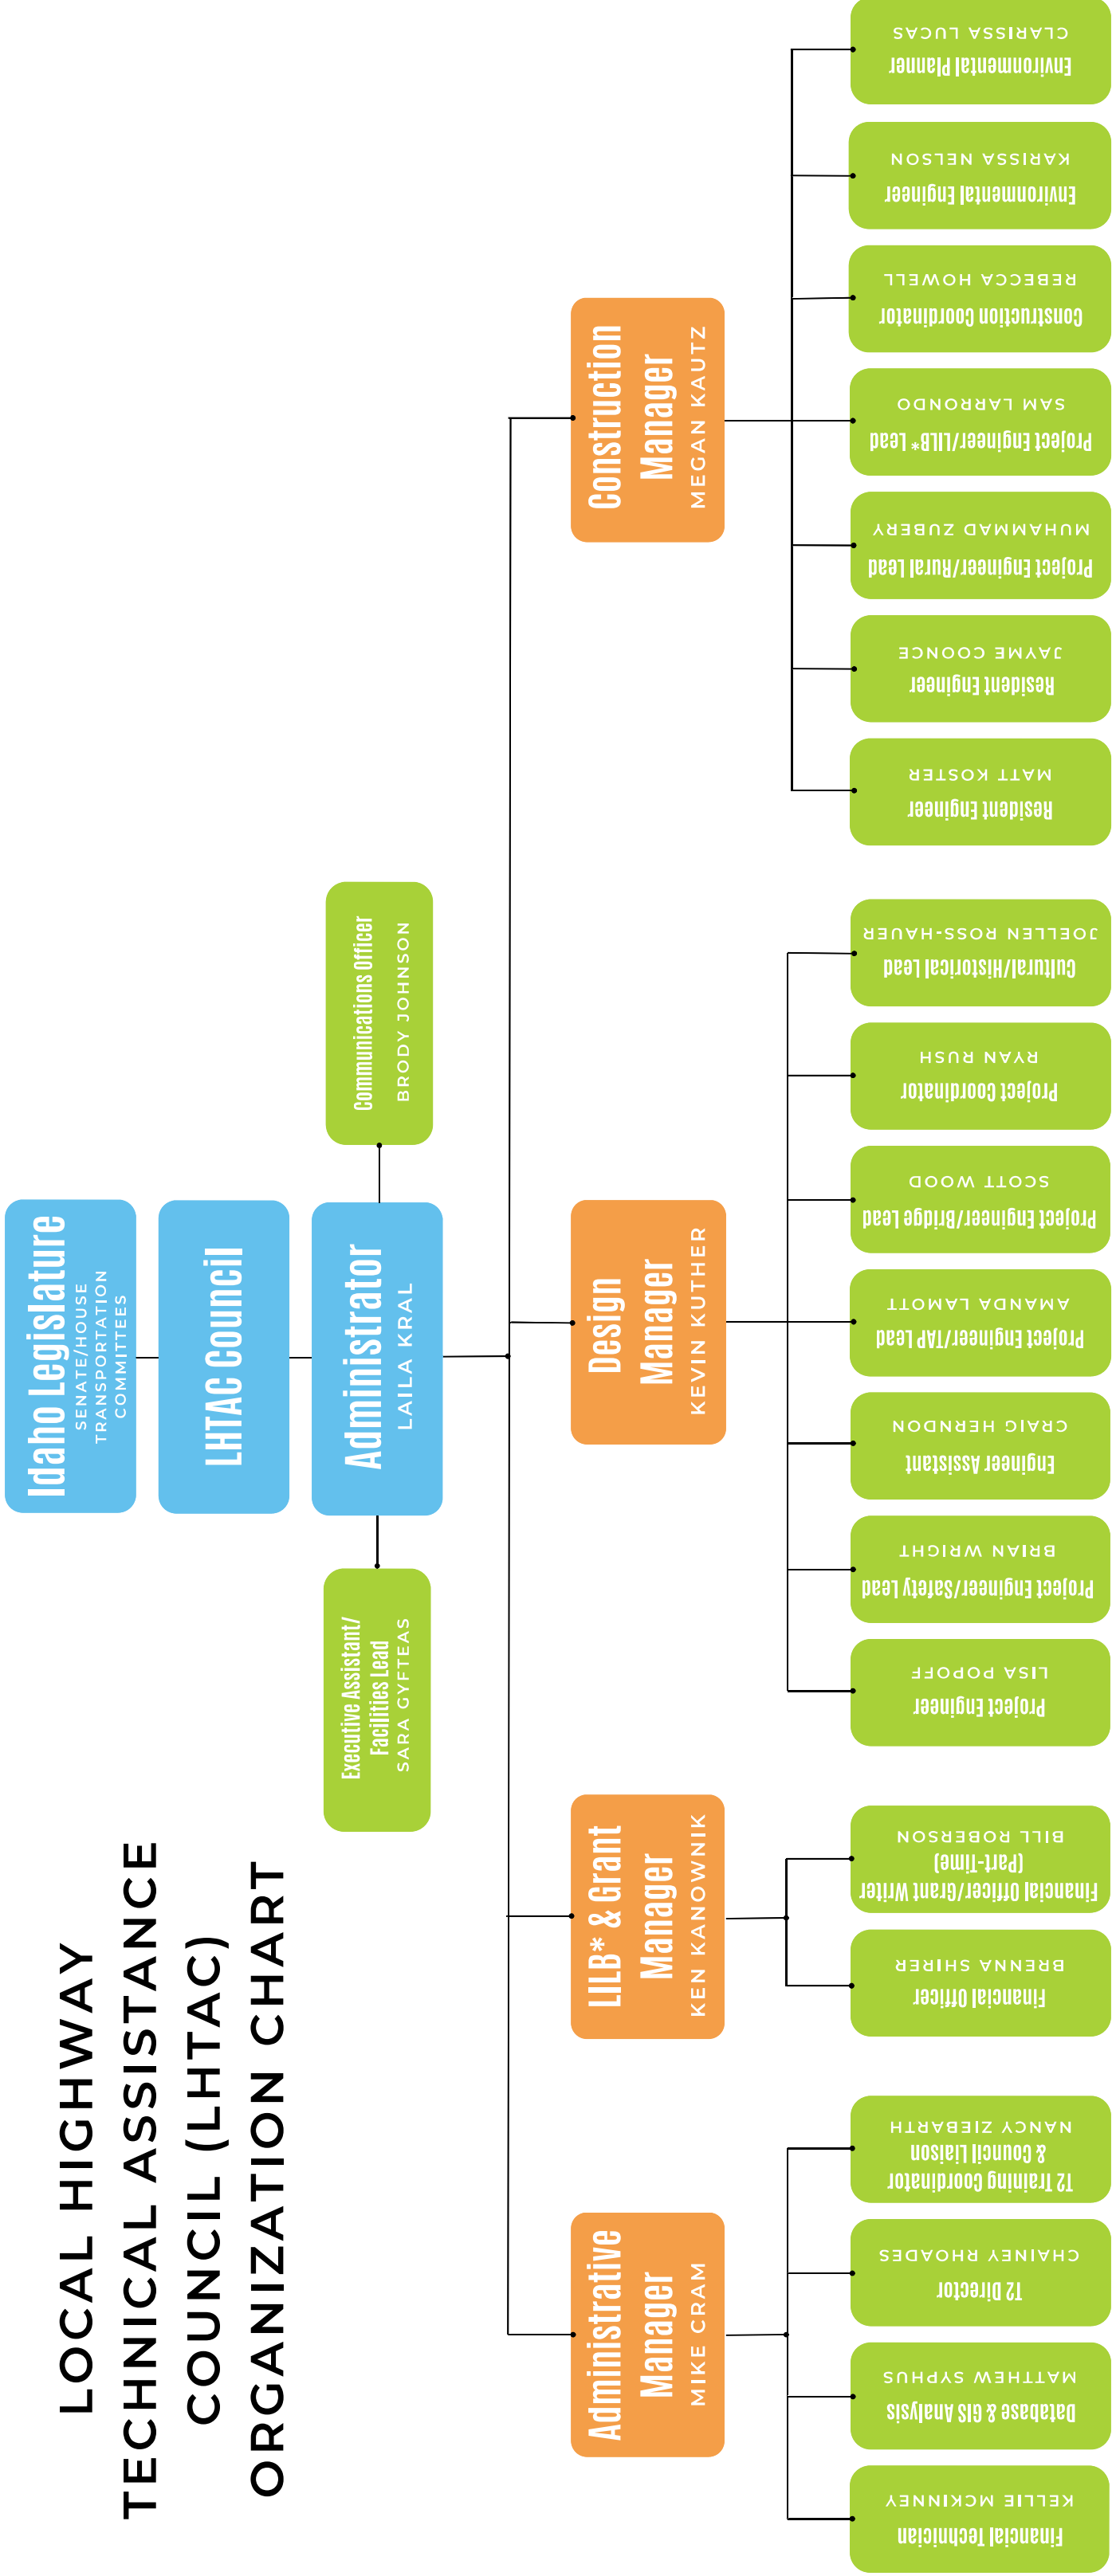 LOCAL HIGHWAY
TECHNICAL ASSISTANCE
COUNCIL (LHTAC)
ORGANIZATION CHART
Idaho Legislature
SENATE/HOUSE
TRANSPORTATION
COMMITTEES
LHTAC Council
Administrator
LAILA KRAL
Executive Assistant/
Facilities Lead
SARA GYFTEAS
Communications Officer
BRODY JOHNSON
Administrative
Manager
MIKE CRAM
LILB* & Grant
Manager
KEN KANOWNIK
Design
Manager
KEVIN KUTHER
Construction
Manager
MEGAN KAUTZ
Financial Technician
KELLIE MCKINNEY
Database & GIS Analysis
MATTHEW SYPHUS
T2 Director
CHAINEY RHOADES
T2 Training Coordinator
& Council Liaison
NANCY ZIEBARTH
Financial Officer
BRENNA SHIRER
Financial Officer/Grant Writer
(Part-Time)
BILL ROBERSON
Project Engineer
LISA POPOFF
Project Engineer/Safety Lead
BRIAN WRIGHT
Engineer Assistant
CRAIG HERNDON
Project Engineer/TAP Lead
AMANDA LAMOTT
Project Engineer/Bridge Lead
SCOTT WOOD
Project Coordinator
RYAN RUSH
Cultural/Historical Lead
JOELLEN ROSS-HAUER
Resident Engineer
MATT KOSTER
Resident Engineer
JAYME COONCE
Project Engineer/Rural Lead
MUHAMMAD ZUBERY
Project Engineer/LILB* Lead
SAM LARRONDO
Construction Coordinator
REBECCA HOWELL
Environmental Engineer
KARISSA NELSON
Environmental Planner
CLARISSA LUCAS